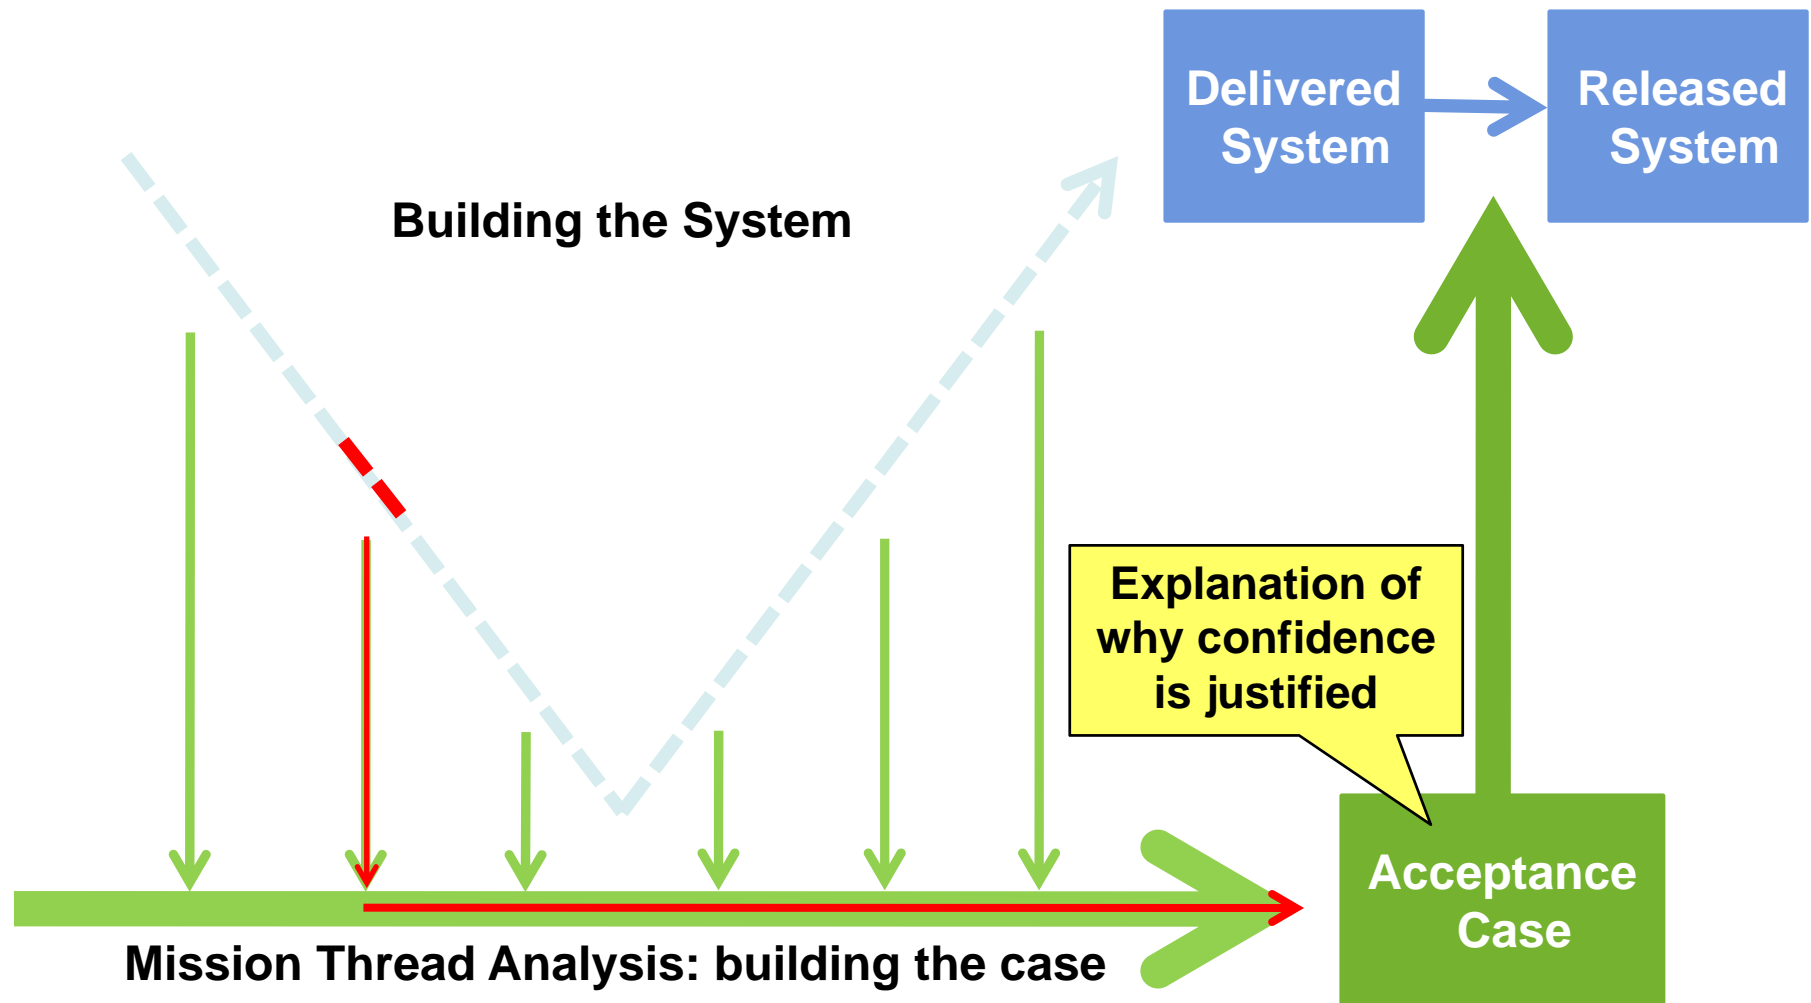 Delivered
System
Released
System
Building the System
Explanation of
why confidence
is justified
Acceptance
Case
Mission Thread Analysis: building the case